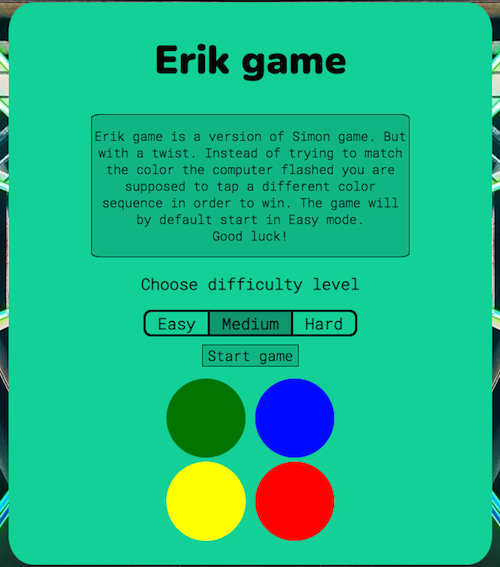 Erik game
Erik game is a version of Simon game. But
with a twist. Instead of trying to match
the color the computer flashed you are
supposed to tap a different color
sequence in order to win. The game will
by default start in Easy mode.
Good luck!
Choose difficulty level
Easy Medium Hard
Start game